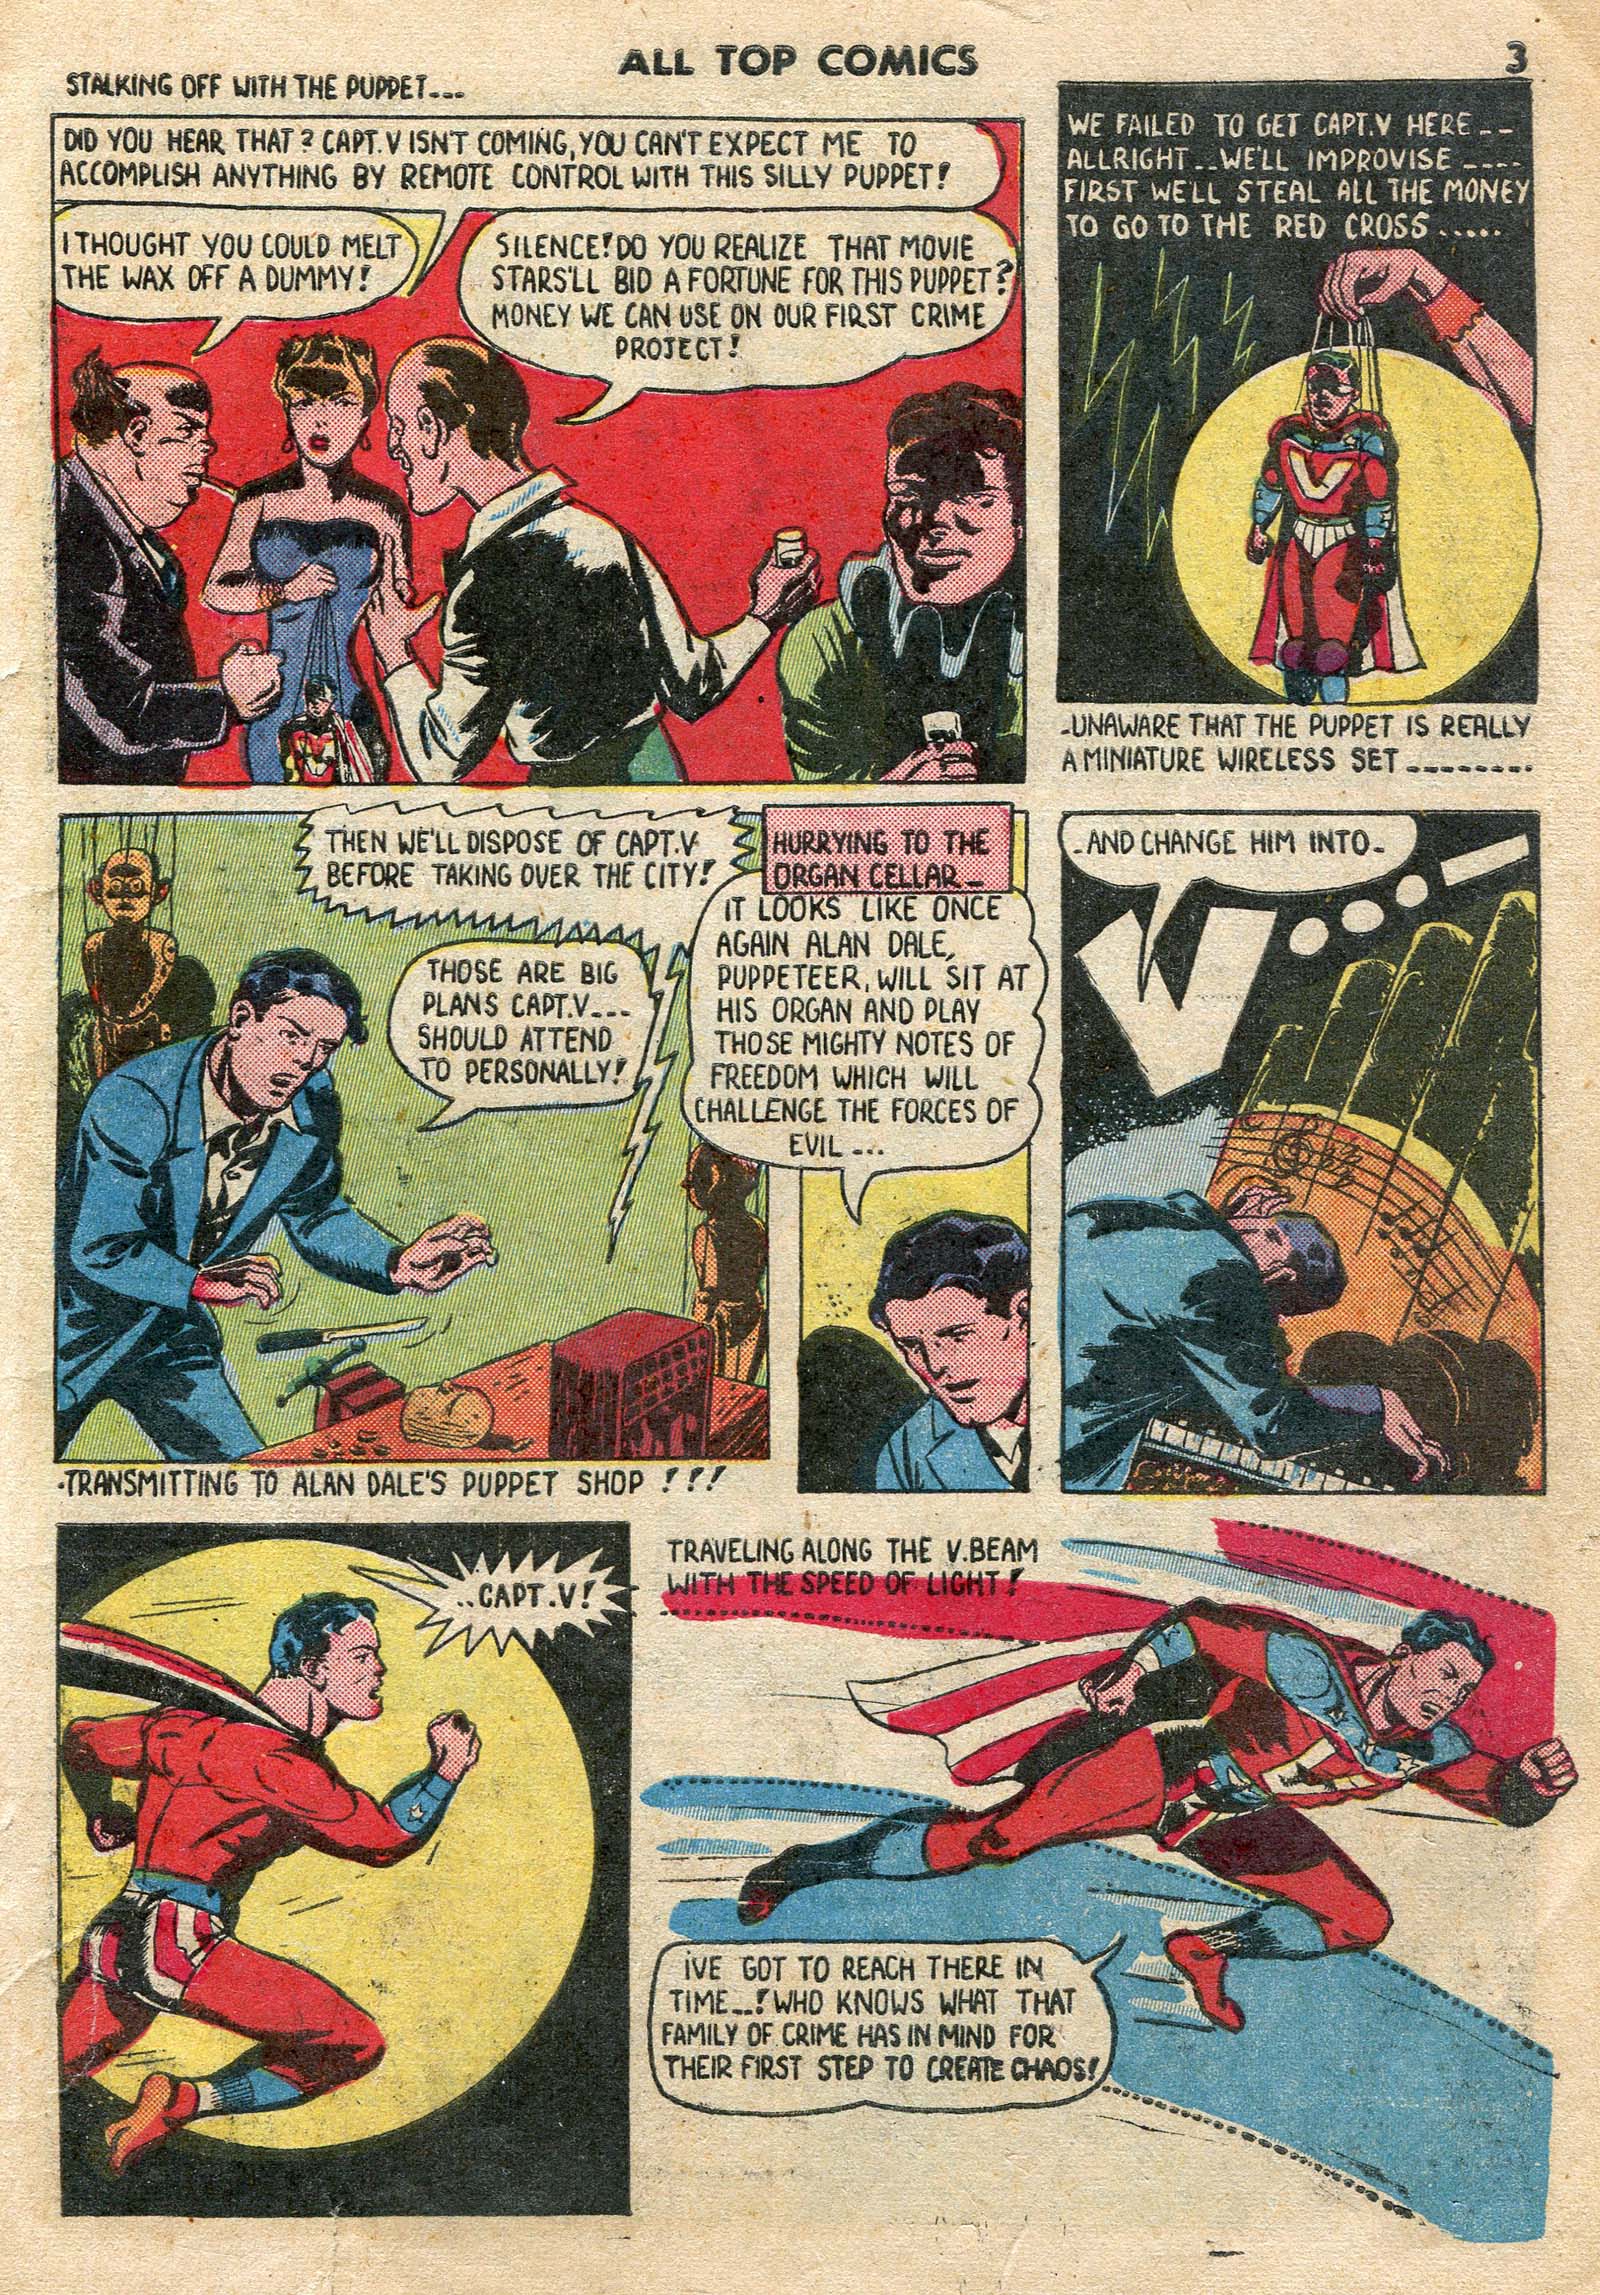 ALL TOP COMICS
3
STALKING OFF WITH THE PUPPET---
DID YOU HEAR THAT? CAPT.V ISN'T COMING, YOU CAN'T EXPECT ME TO
ACCOMPLISH ANYTHING BY REMOTE CONTROL WITH THIS SILLY PUPPET!
I THOUGHT YOU COULD MELT
THE WAX OFF A DUMMY!
SILENCE! DO YOU REALIZE THAT MOVIE
STARS'LL BID A FORTUNE FOR THIS PUPPET?
MONEY WE CAN USE ON OUR FIRST CRIME
PROJECT!
WE FAILED TO GET CAPT.V HERE--
ALLRIGHT..WE'LL IMPROVISE ----
FIRST WE'LL STEAL ALL THE MONEY
TO GO TO THE RED CROSS.....
-UNAWARE THAT THE PUPPET IS REALLY
A MINIATURE WIRELESS SET --------
THEN WE'LL DISPOSE OF CAPT.V
BEFORE TAKING OVER THE CITY!
THOSE ARE BIG
PLANS CAPT.V---
SHOULD ATTEND
TO PERSONALLY!
-TRANSMITTING TO ALAN DALE'S PUPPET SHOP !!!
HURRYING TO THE
ORGAN CELLAR-
IT LOOKS LIKE ONCE
AGAIN ALAN DALE,
PUPPETEER, WILL SIT AT
HIS ORGAN AND PLAY
THOSE MIGHTY NOTES OF
FREEDOM WHICH WILL
CHALLENGE THE FORCES OF
EVIL ---
-AND CHANGE HIM INTO-
V...-
..CAPT.V!
TRAVELING ALONG THE V.BEAM
WITH THE SPEED OF LIGHT!
I'VE GOT TO REACH THERE IN
TIME--! WHO KNOWS WHAT THAT
FAMILY OF CRIME HAS IN MIND FOR
THEIR FIRST STEP TO CREATE CHAOS!